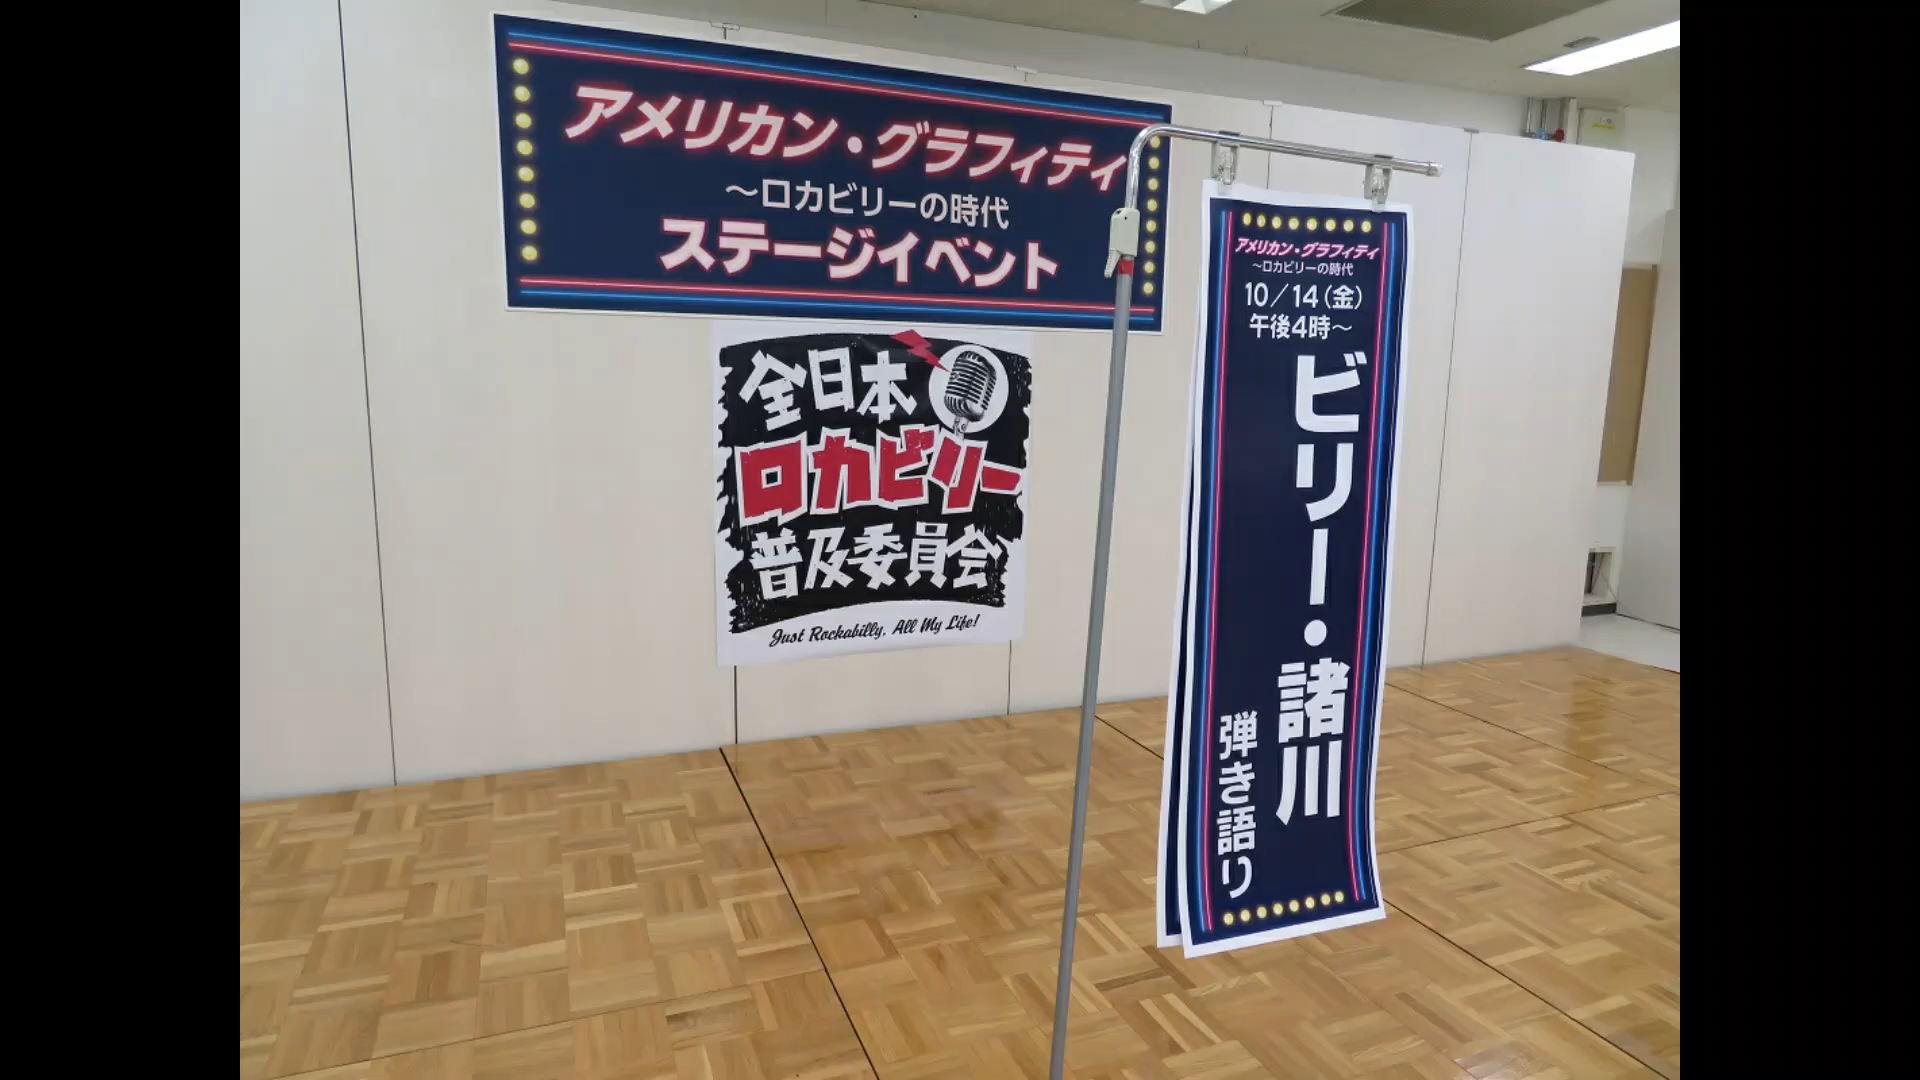 アメリカン・グラフィティ
～ロカビリーの時代
ステージイベント
全日本
ロカビリー
普及委員会
Just Rockabilly, All My Life!
アメリカン・グラフィティ
～ロカビリーの時代
10／14（金）
午後4時～
ビリー・諸川
弾き語り